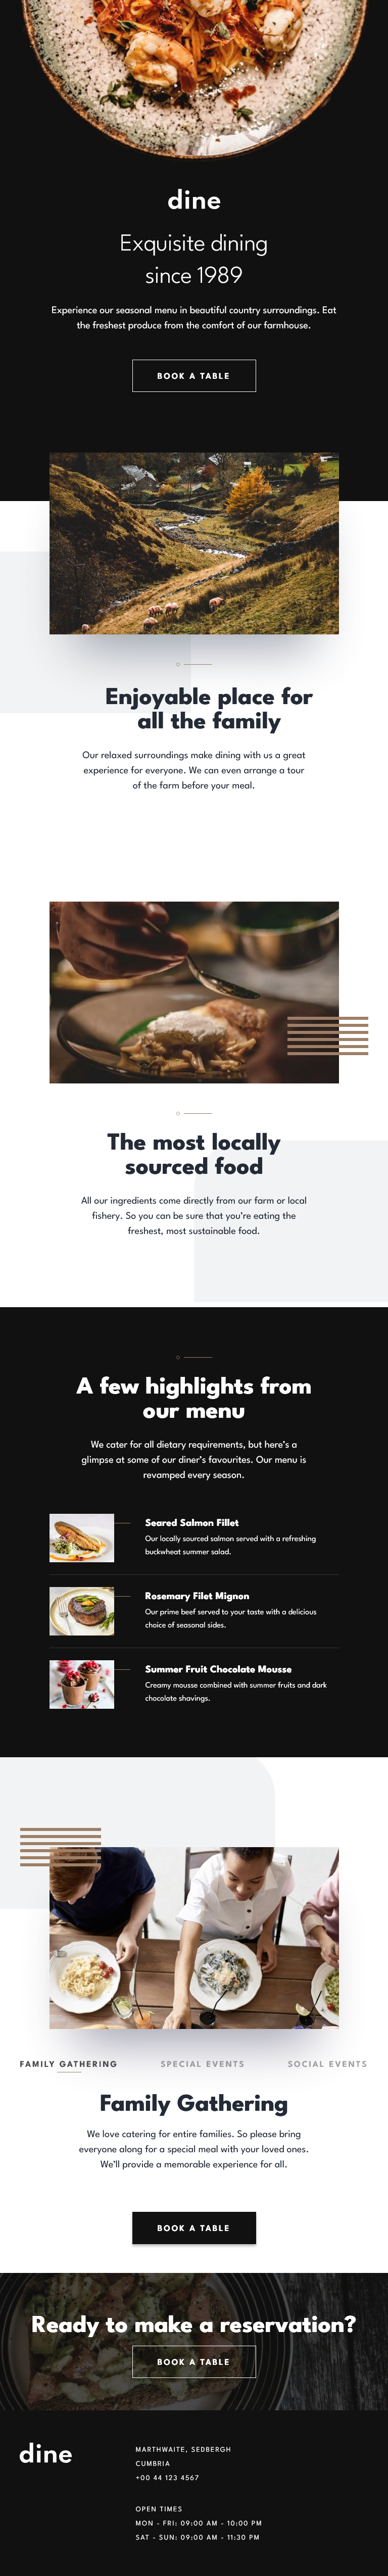 dine
Exquisite dining
since 1989
Experience our seasonal menu in beautiful country surroundings. Eat
the freshest produce from the comfort of our farmhouse.
BOOK A TABLE
Enjoyable place for
all the family
Our relaxed surroundings make dining with us a great
experience for everyone. We can even arrange a tour
of the farm before your meal.
The most locally
sourced food
All our ingredients come directly from our farm or local
fishery. So you can be sure that you’re eating the
freshest, most sustainable food.
A few highlights from
our menu
We cater for all dietary requirements, but here’s a
glimpse at some of our diner’s favourites. Our menu is
revamped every season.
Seared Salmon Fillet
Our locally sourced salmon served with a refreshing
buckwheat summer salad.
Rosemary Filet Mignon
Our prime beef served to your taste with a delicious
choice of seasonal sides.
Summer Fruit Chocolate Mousse
Creamy mousse combined with summer fruits and dark
chocolate shavings.
FAMILY GATHERING SPECIAL EVENTS SOCIAL EVENTS
Family Gathering
We love catering for entire families. So please bring
everyone along for a special meal with your loved ones.
We’ll provide a memorable experience for all.
BOOK A TABLE
Ready to make a reservation?
BOOK A TABLE
dine
MARTHWAITE, SEDBERGH
CUMBRIA
+00 44 123 4567
OPEN TIMES
MON - FRI: 09:00 AM - 10:00 PM
SAT - SUN: 09:00 AM - 11:30 PM